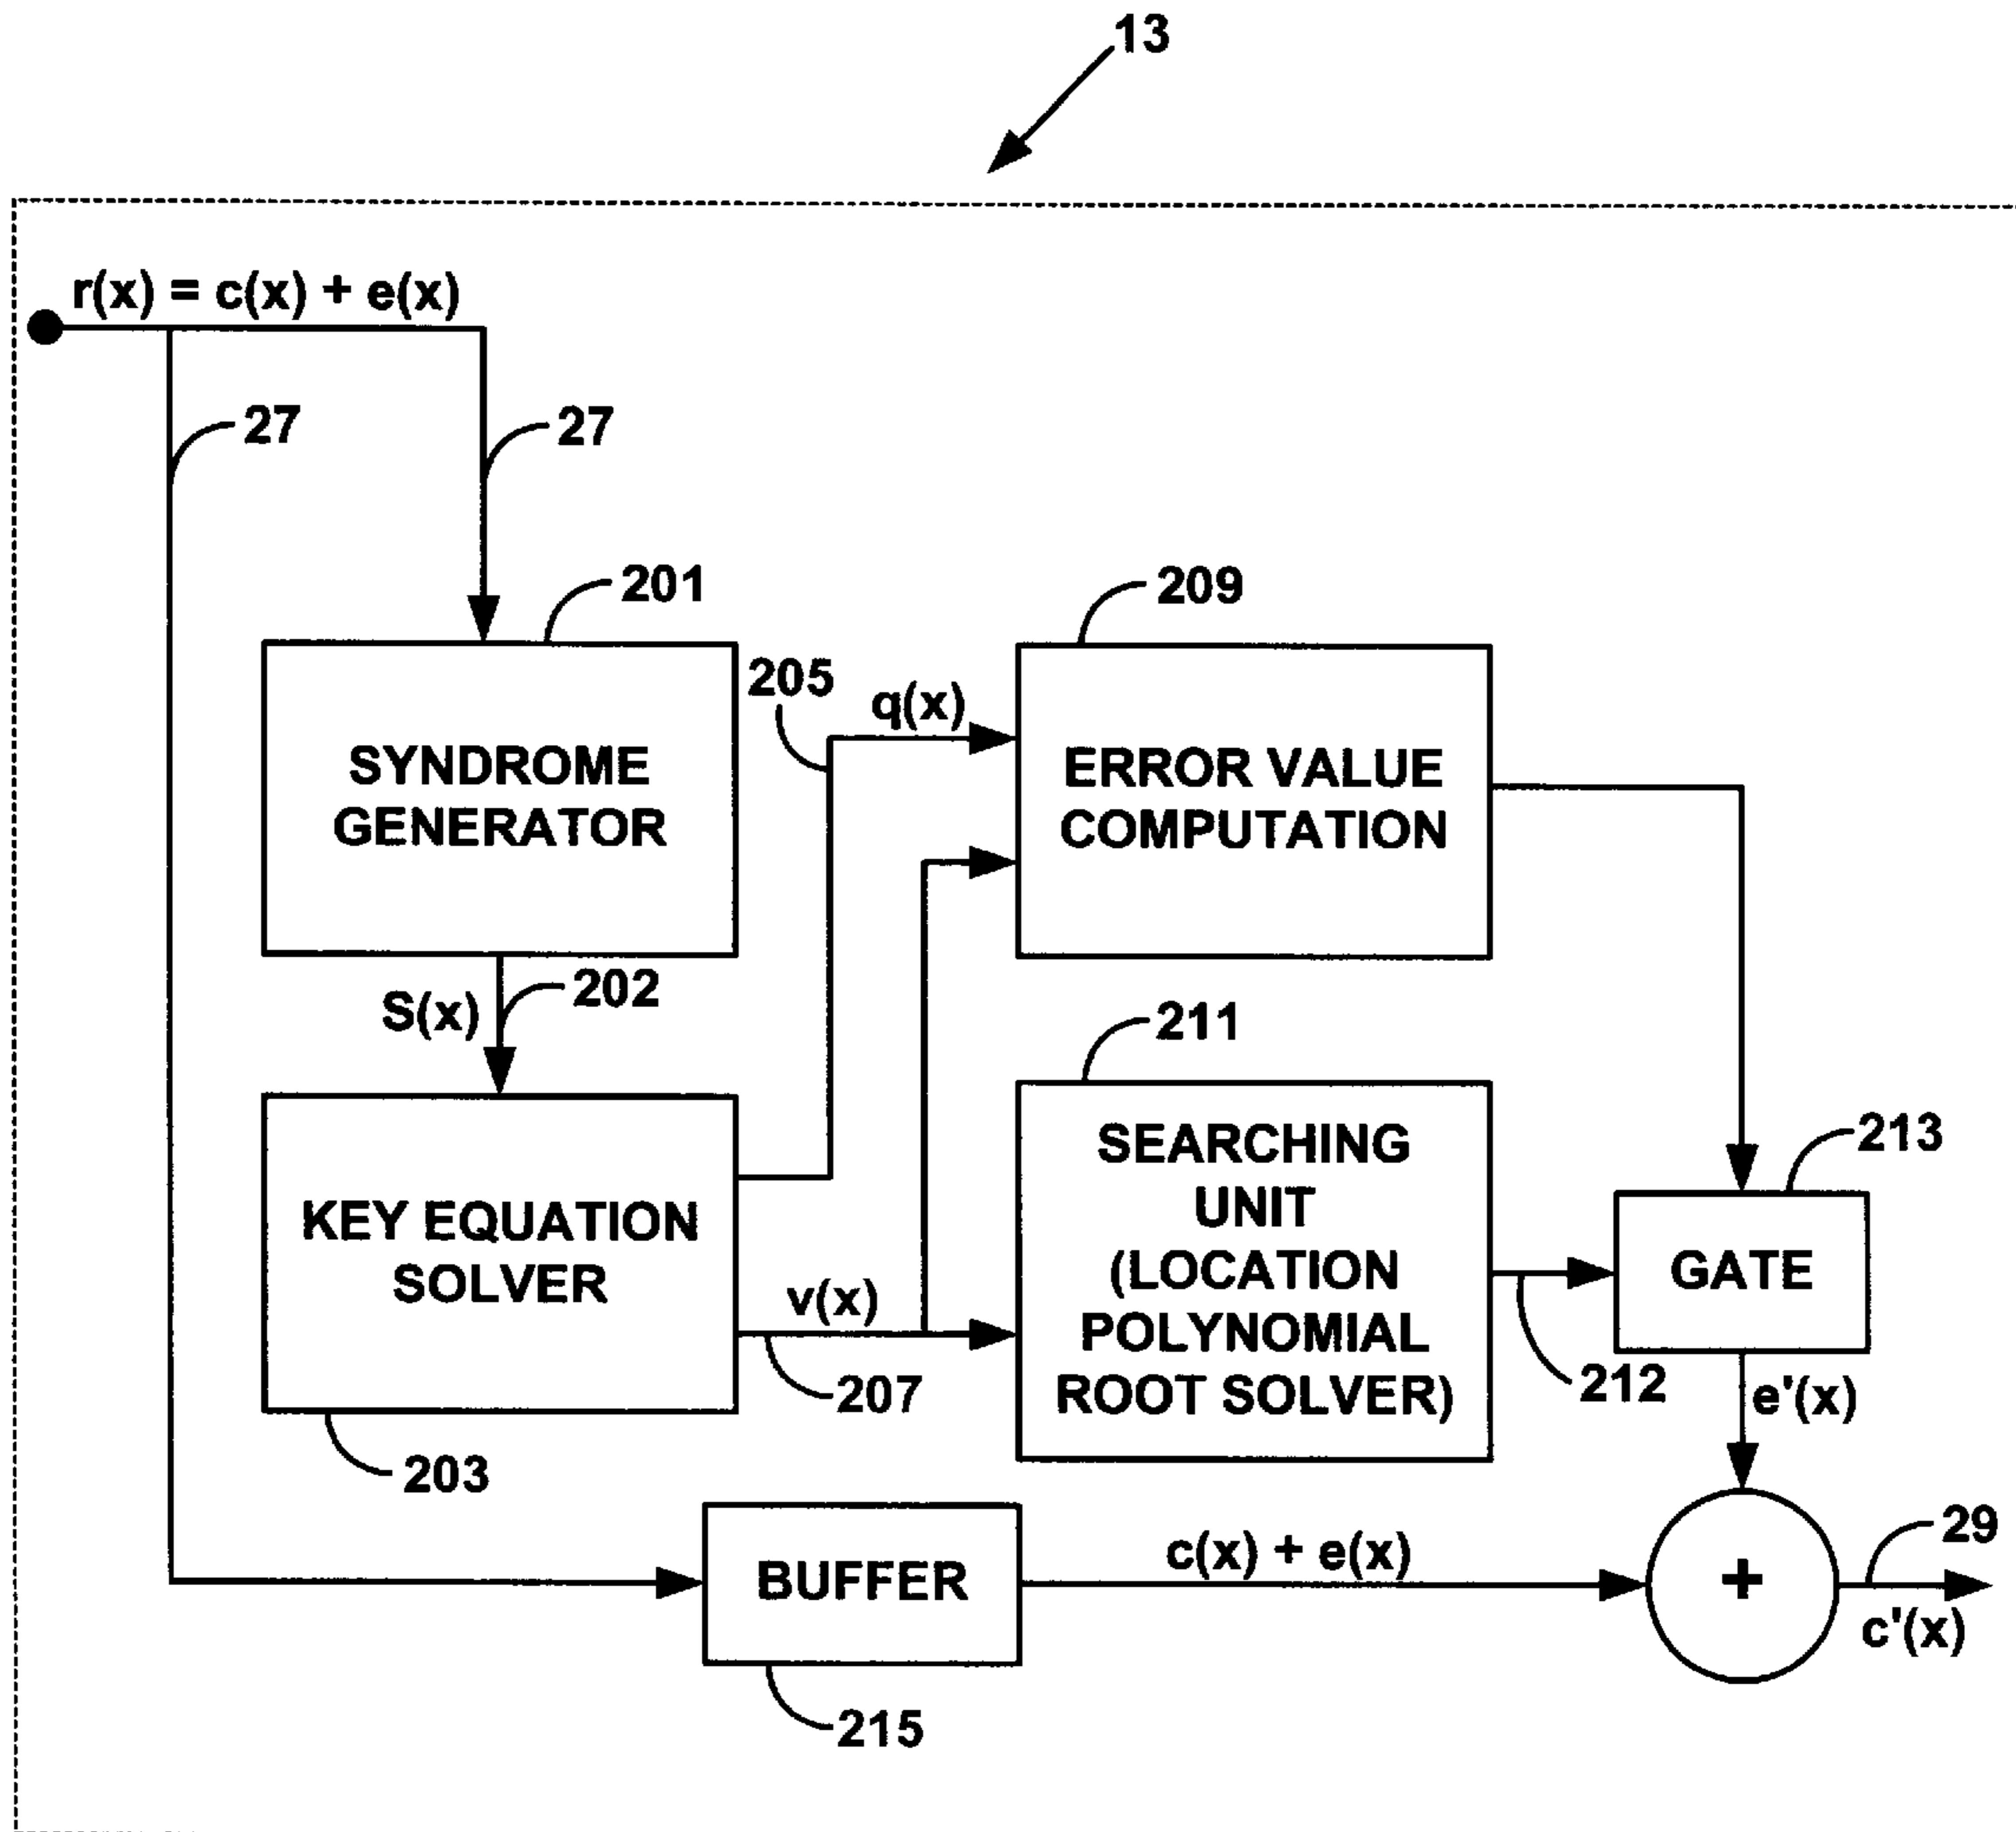 13
r(x) = c(x) + e(x)
27
27
201
209
205
q(x)
SYNDROME
GENERATOR
ERROR VALUE
COMPUTATION
S(x)
202
211
213
KEY EQUATION
SOLVER
SEARCHING
UNIT
(LOCATION
POLYNOMIAL
ROOT SOLVER)
GATE
v(x)
207
212
e'(x)
203
29
BUFFER
c(x) + e(x)
+
c'(x)
215